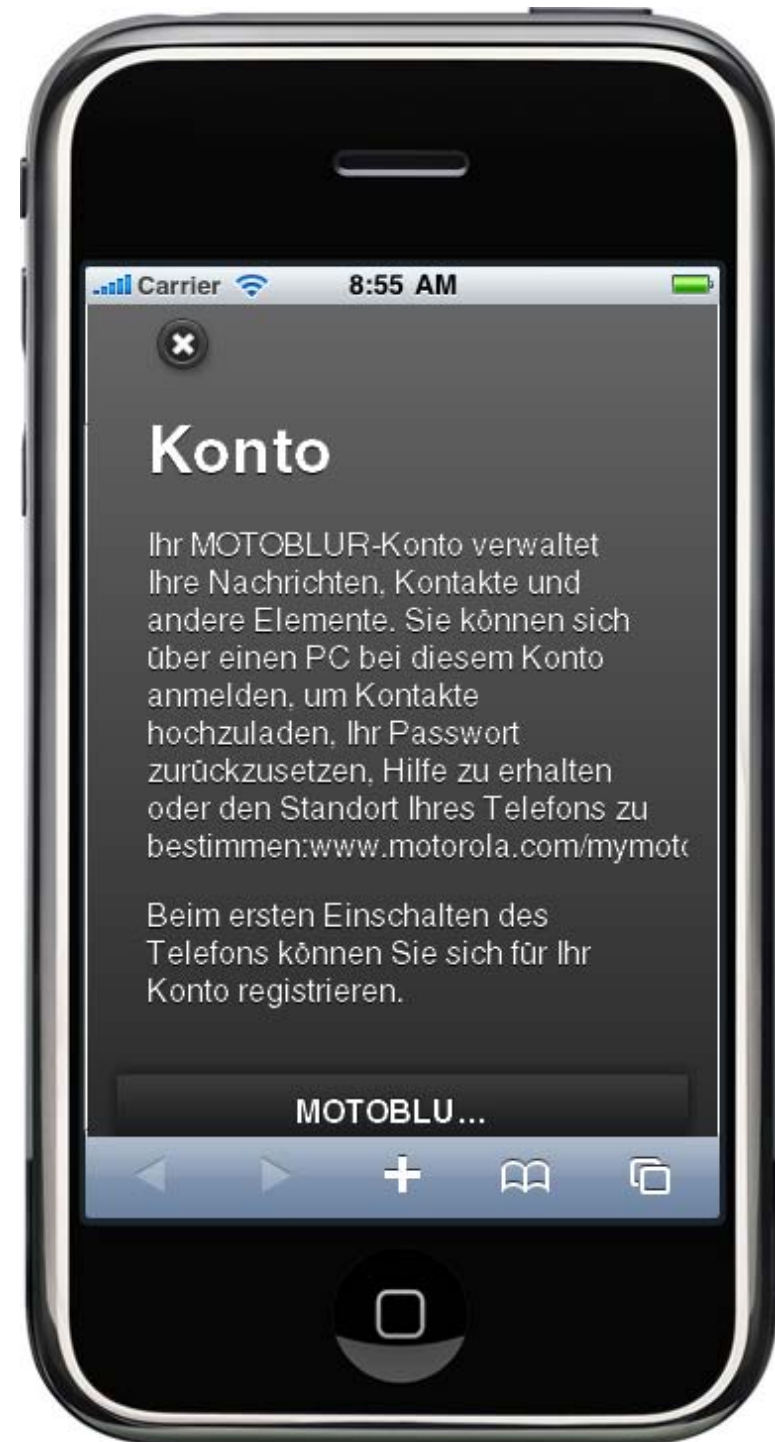 Carrier 8:55 AM
Konto
Ihr MOTOBLUR-Konto verwaltet
Ihre Nachrichten, Kontakte und
andere Elemente. Sie können sich
über einen PC bei diesem Konto
anmelden, um Kontakte
hochzuladen, Ihr Passwort
zurückzusetzen, Hilfe zu erhalten
oder den Standort Ihres Telefons zu
bestimmen:www.motorola.com/mymoto
Beim ersten Einschalten des
Telefons können Sie sich für Ihr
Konto registrieren.
MOTOBLU...